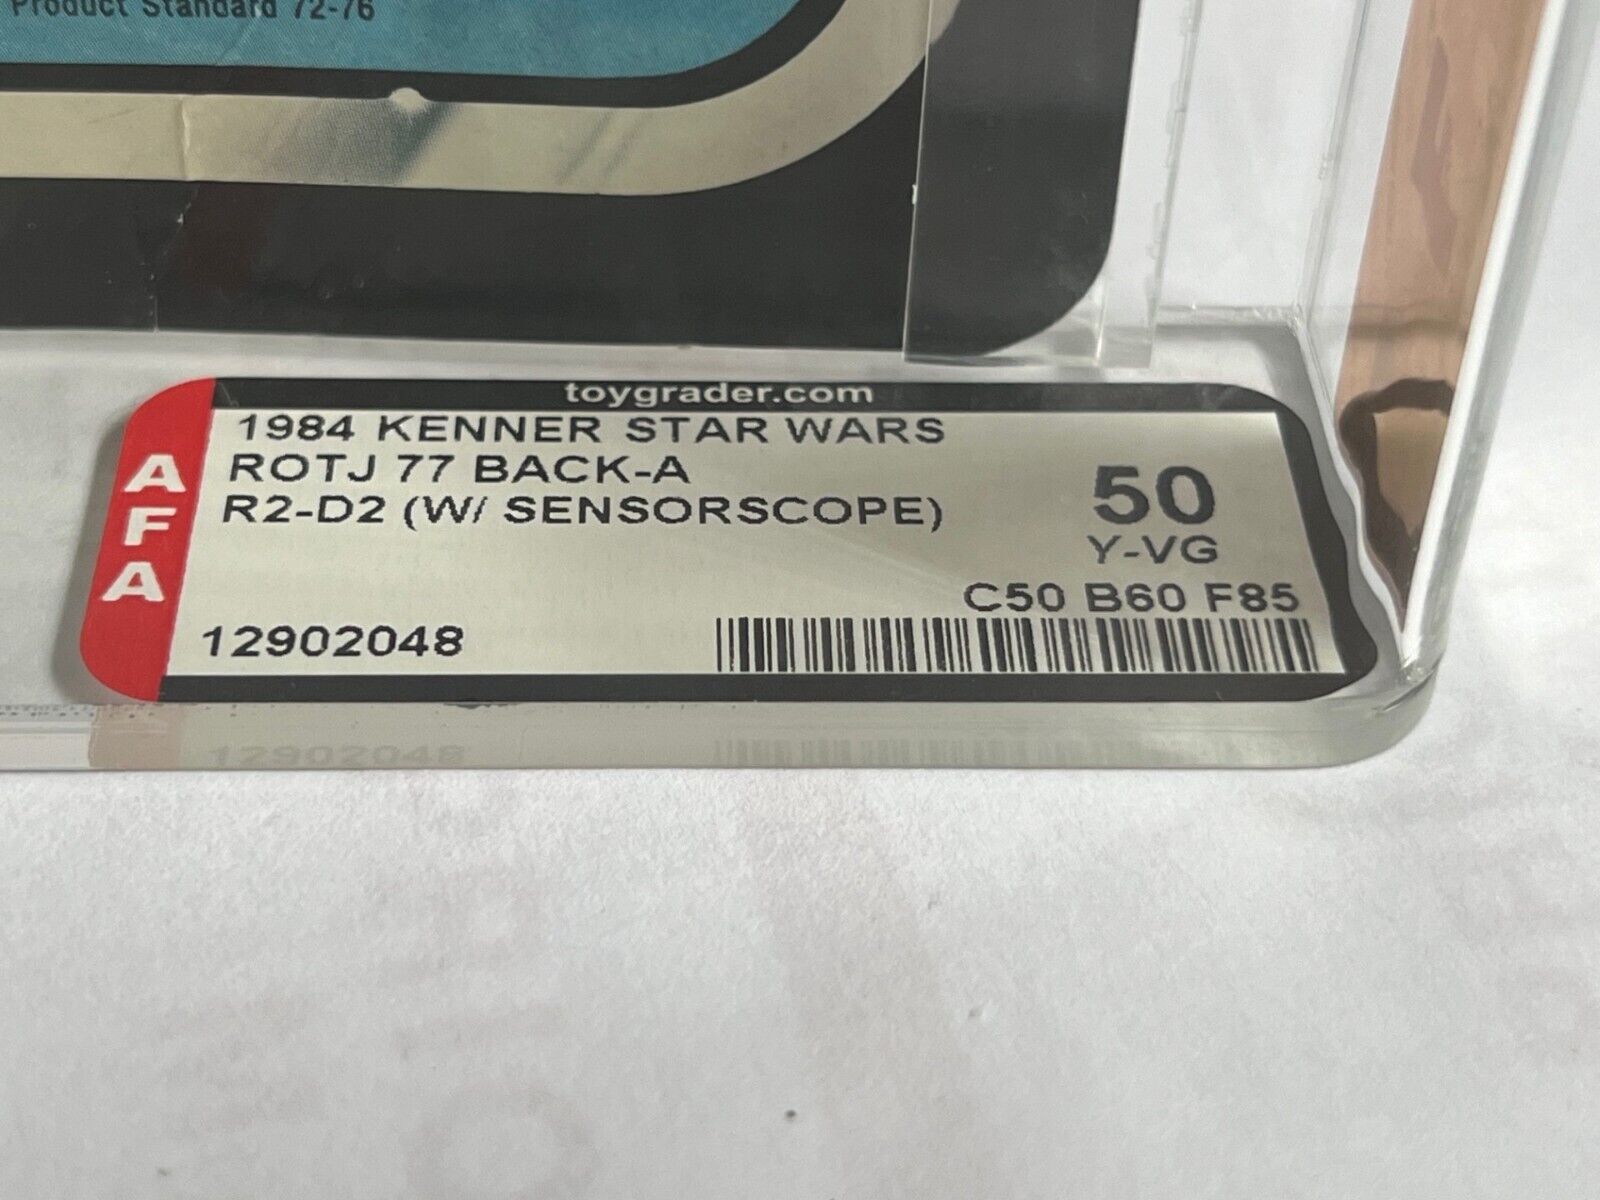 Product Standard 72-76
toygrader.com
AFA
1984 KENNER STAR WARS
ROTJ 77 BACK-A
R2-D2 (W/ SENSORSCOPE)
50
Y-VG
C50 B60 F85
12902048
12902048